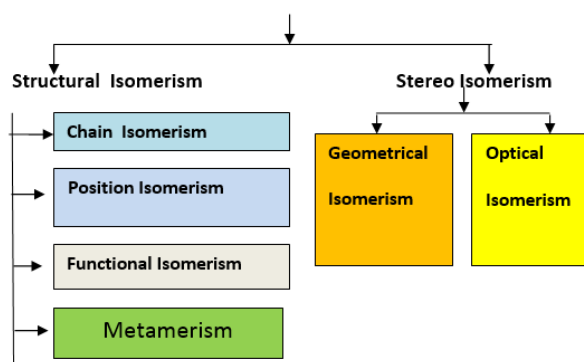 Structural Isomerism
Stereo Isomerism
Chain Isomerism
Position Isomerism
Functional Isomerism
Metamerism
Geometrical
Isomerism
Optical
Isomerism